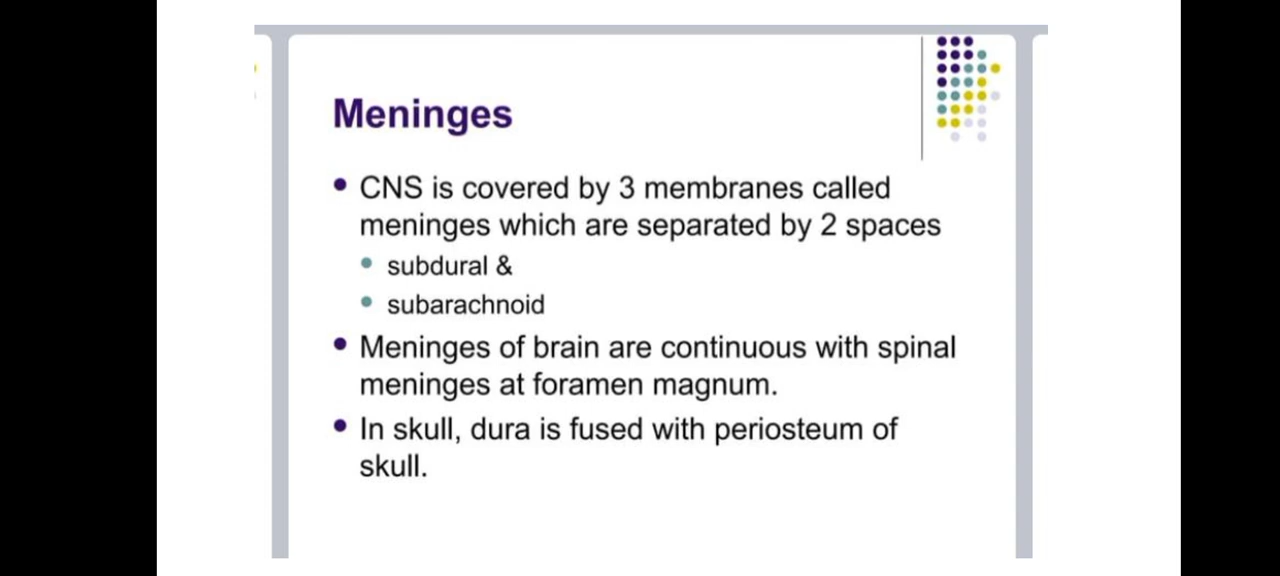 Meninges
CNS is covered by 3 membranes called
meninges which are separated by 2 spaces
subdural &
subarachnoid
Meninges of brain are continuous with spinal
meninges at foramen magnum.
In skull, dura is fused with periosteum of
skull.